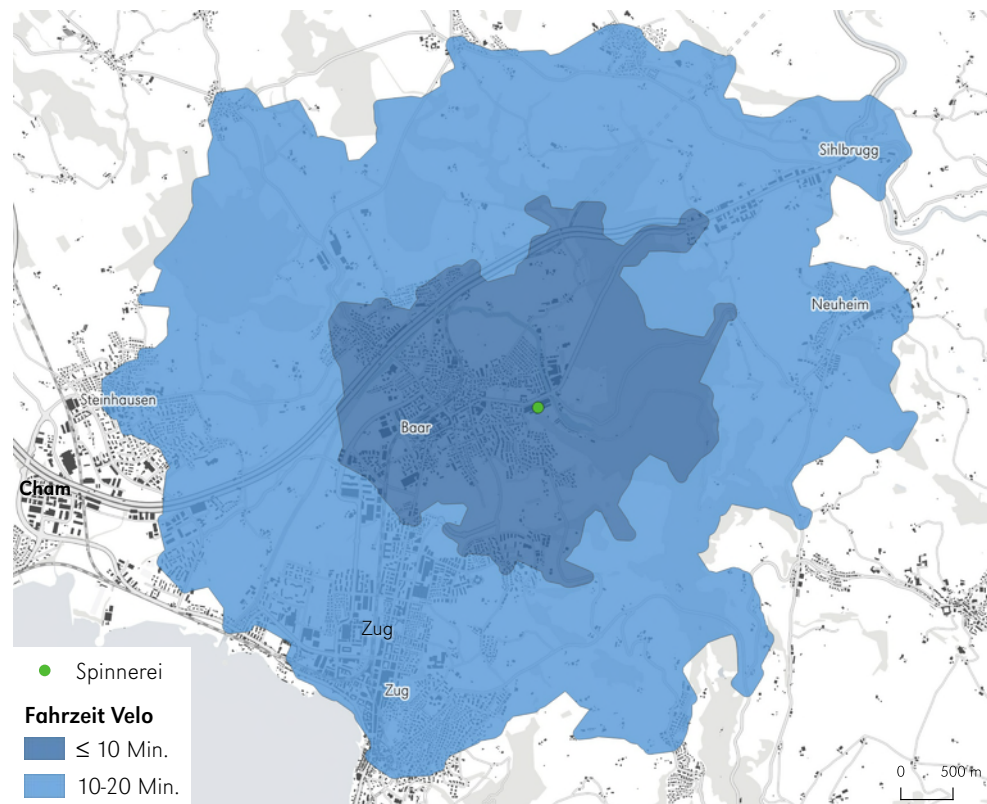 Sihlbrugg
Neuheim
Steinhausen
Baar
Cham
Zug
Zug
Spinnerei
Fahrzeit Velo
≤ 10 Min.
10-20 Min.
0 500 m